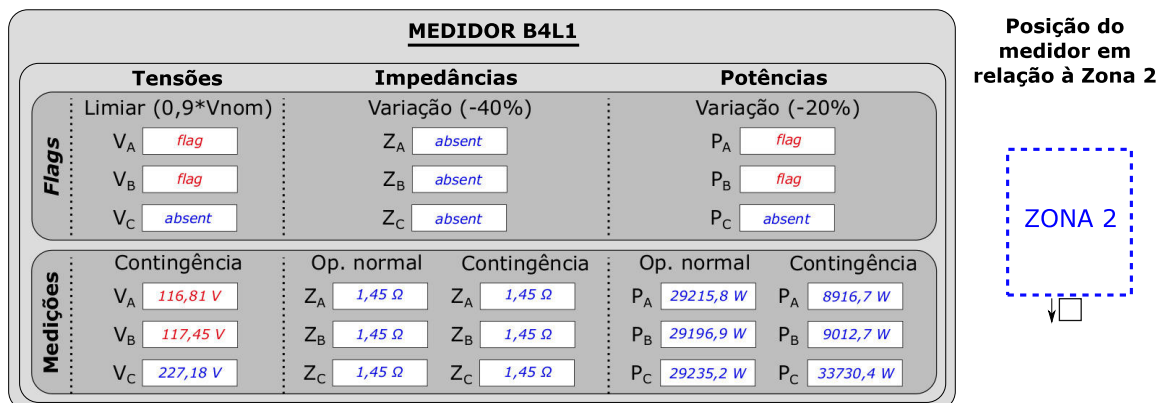 MEDIDOR B4L1
Tensões Impedâncias Potências
Flags
Limiar (0,9*Vnom) Variação (-40%) Variação (-20%)
VA flag ZA absent PA flag
VB flag ZB absent PB flag
VC absent ZC absent PC absent
Medições
Contingência Op. normal Contingência Op. normal Contingência
VA 116,81 V ZA 1,45 Ω ZA 1,45 Ω PA 29215,8 W PA 8916,7 W
VB 117,45 V ZB 1,45 Ω ZB 1,45 Ω PB 29196,9 W PB 9012,7 W
VC 227,18 V ZC 1,45 Ω ZC 1,45 Ω PC 29235,2 W PC 33730,4 W
Posição do
medidor em
relação à Zona 2
ZONA 2